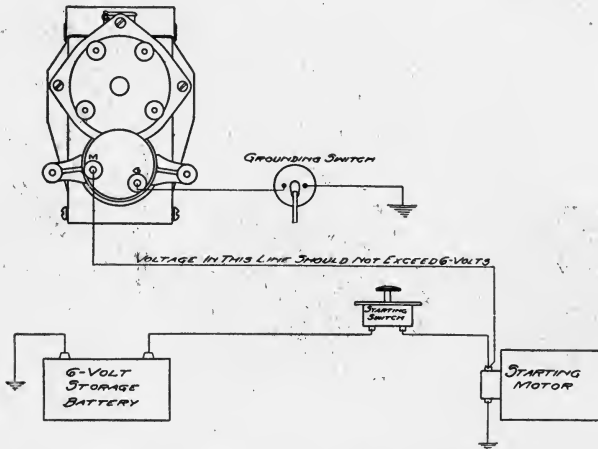 M
G
GROUNDING SWITCH
VOLTAGE IN THIS LINE SHOULD NOT EXCEED 6-VOLTS
STARTING
SWITCH
6-VOLT
STORAGE
BATTERY
STARTING
MOTOR